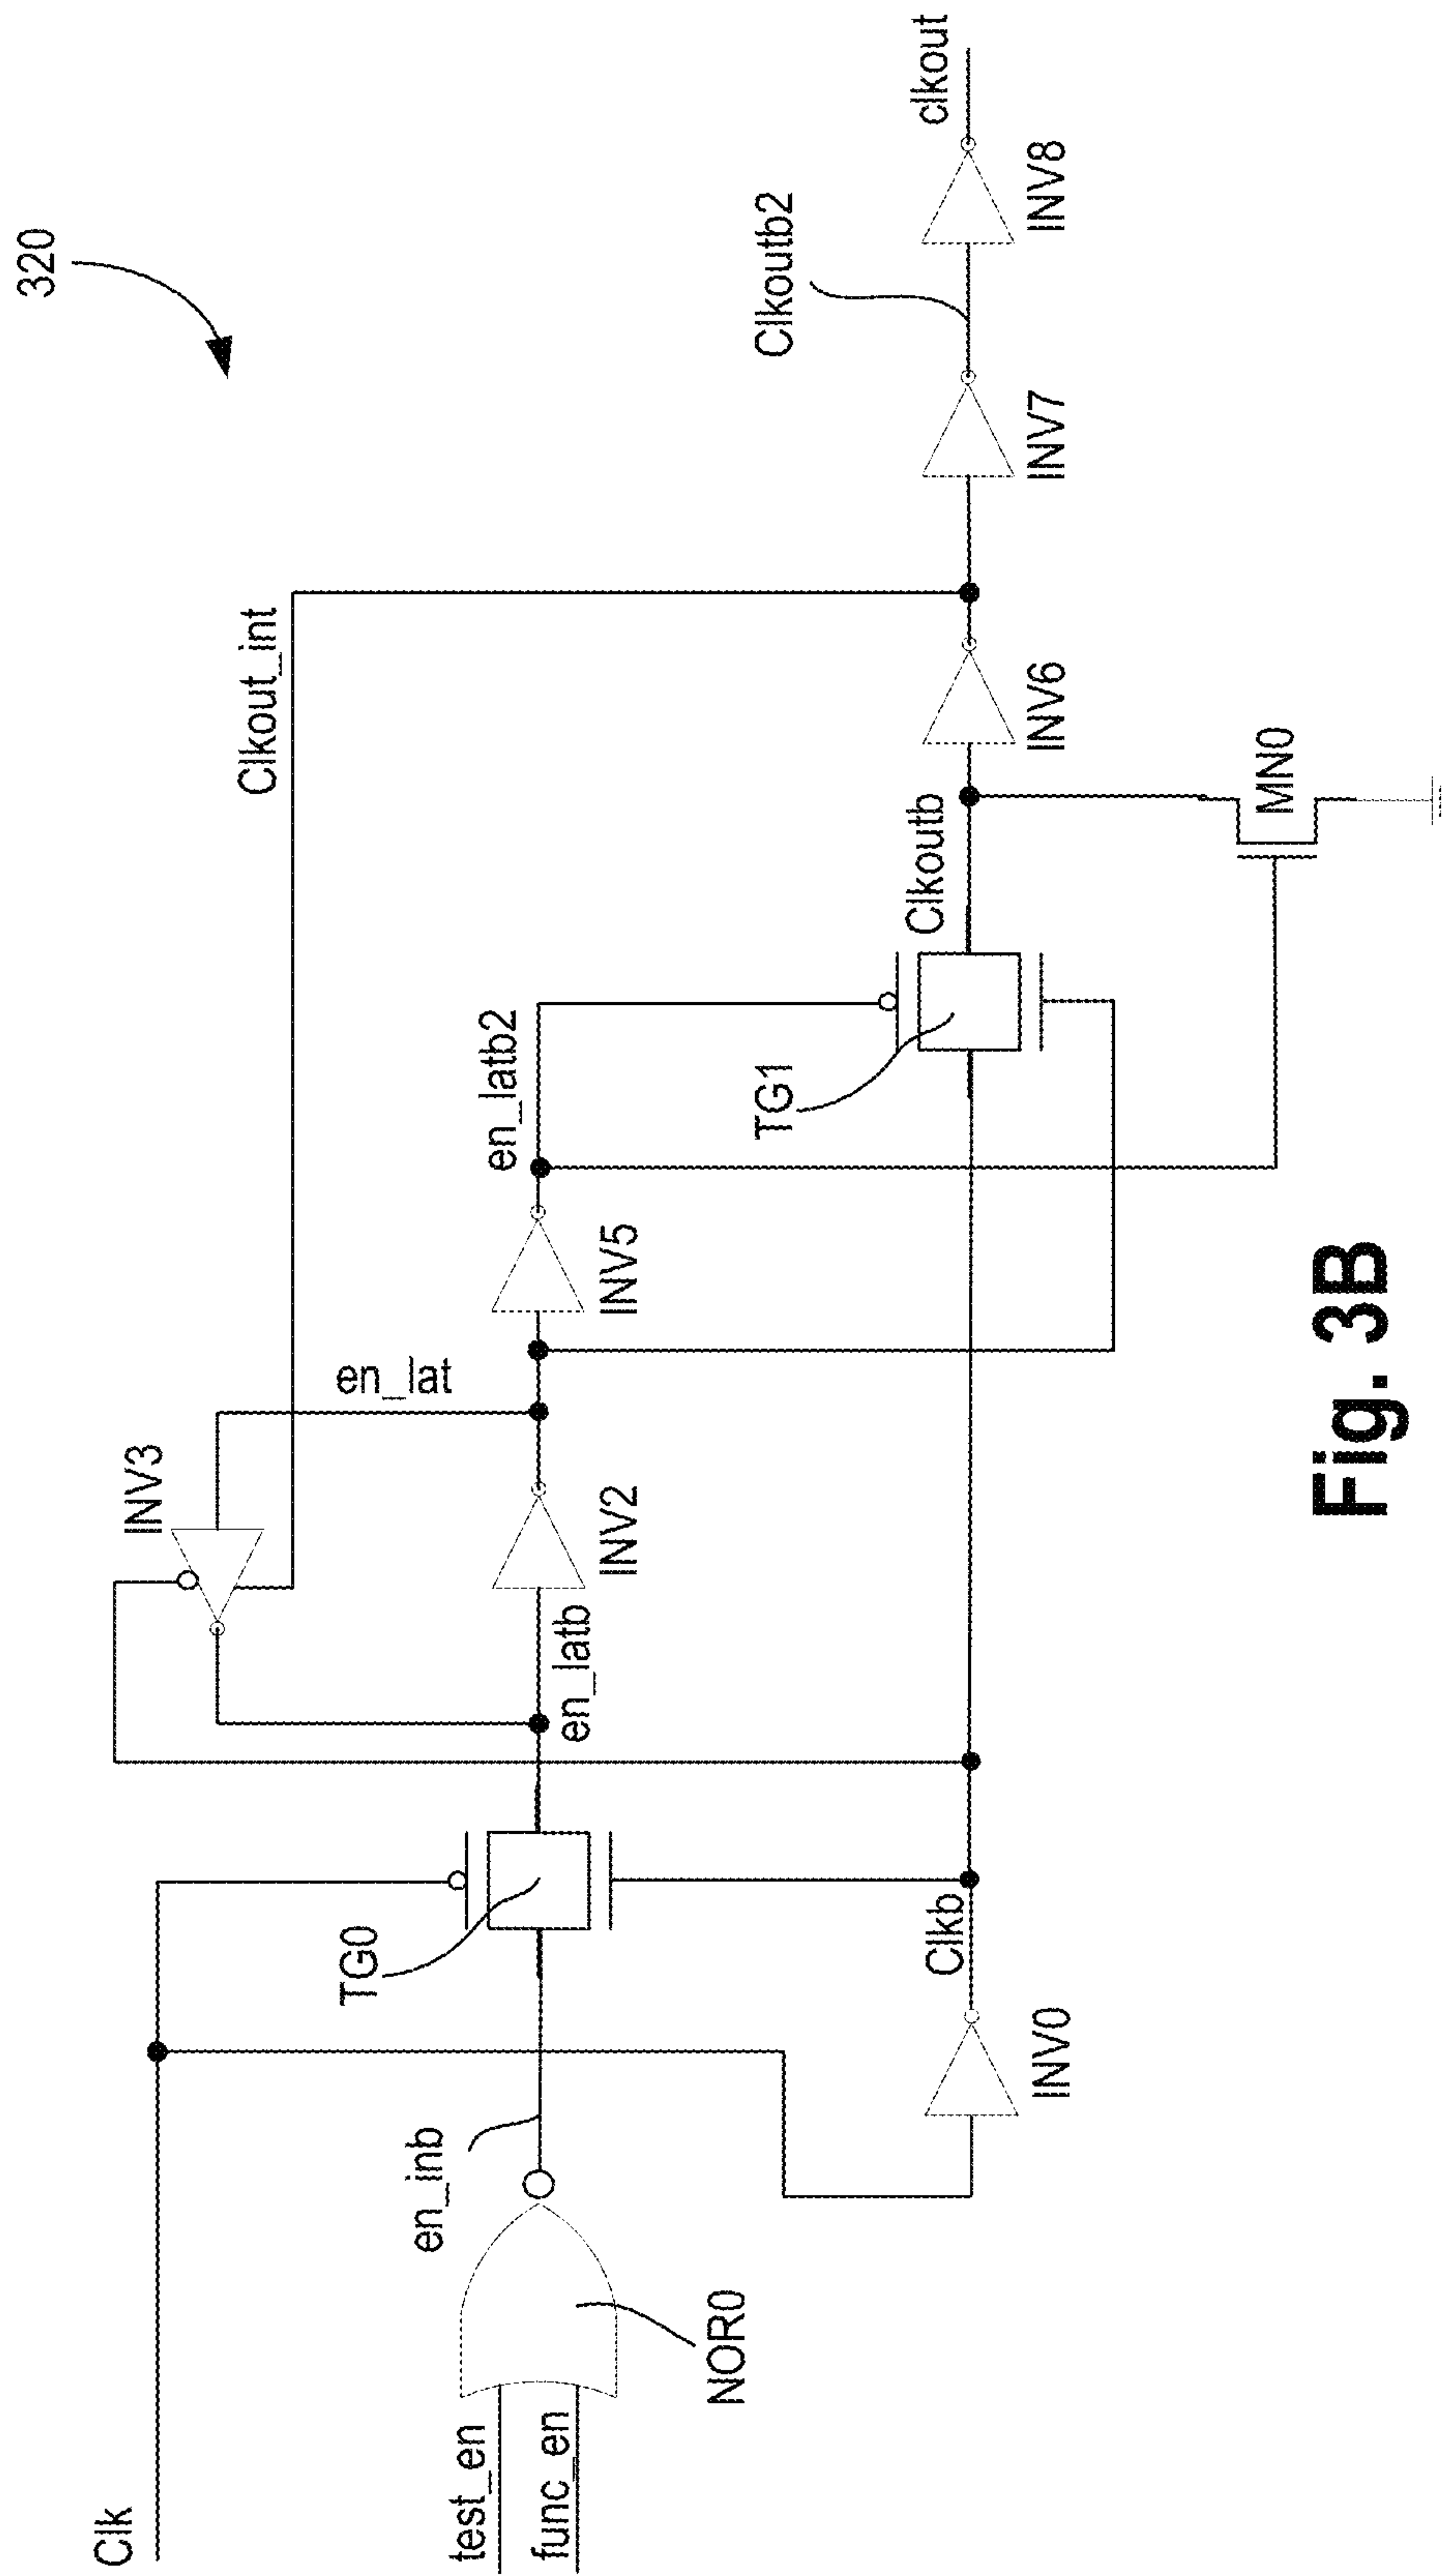 320
Clk
test_en
func_en
NOR0
en_inb
TG0
INV0
Clkb
en_latb
INV3
INV2
en_lat
INV5
en_latb2
TG1
Clkout_int
Clkoutb
MN0
INV6
INV7
Clkoutb2
INV8
clkout
Fig. 3B